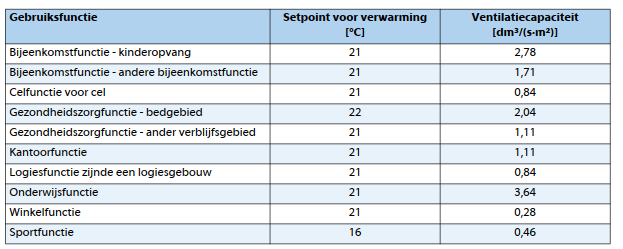 Gebruiksfunctie Setpoint voor verwarming Ventilatiecapaciteit
[°C] [dm³/(s·m²)]
Bijeenkomstfunctie - kinderopvang 21 2,78
Bijeenkomstfunctie - andere bijeenkomstfunctie 21 1,71
Celfunctie voor cel 21 0,84
Gezondheidszorgfunctie - bedgebied 22 2,04
Gezondheidszorgfunctie - ander verblijfsgebied 21 1,11
Kantoorfunctie 21 1,11
Logiesfunctie zijnde een logiesgebouw 21 0,84
Onderwijsfunctie 21 3,64
Winkelfunctie 21 0,28
Sportfunctie 16 0,46